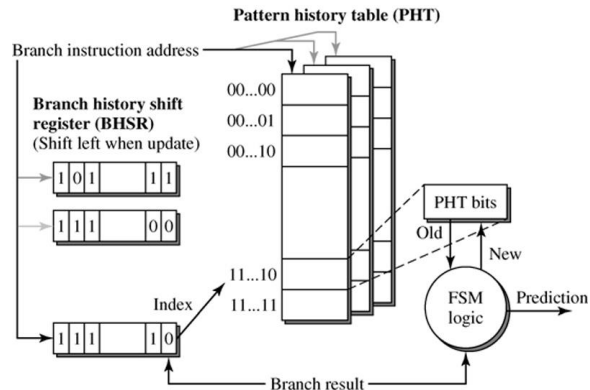 Pattern history table (PHT)
Branch instruction address
00...00
Branch history shift
register (BHSR)
(Shift left when update)
00...01
00...10
1 0 1 1 1
1 1 1 0 0
PHT bits
Old
New
11...10
Index
11...11
FSM
logic
Prediction
1 1 1 1 0
Branch result